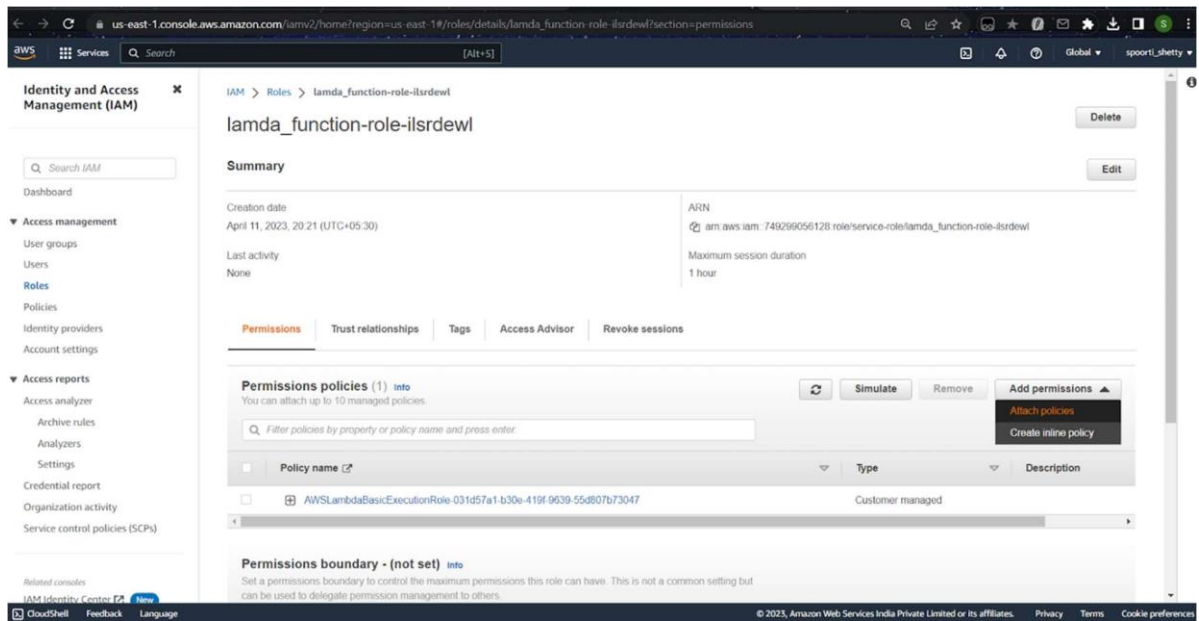 us-east-1.console.aws.amazon.com/iamv2/home?region=us-east-1#/roles/details/lamda_function-role-ilsrdewl?section=permissions
S
aws Services Search [Alt+S] Global spoorti_shetty
Identity and Access Management (IAM)
Search IAM
Dashboard
Access management
User groups
Users
Roles
Policies
Identity providers
Account settings
Access reports
Access analyzer
Archive rules
Analyzers
Settings
Credential report
Organization activity
Service control policies (SCPs)
Related consoles
IAM Identity Center New
IAM > Roles > lamda_function-role-ilsrdewl
lamda_function-role-ilsrdewl
Delete
Summary
Edit
Creation date
April 11, 2023, 20:21 (UTC+05:30)
ARN
arn:aws:iam::749299056128:role/service-role/lamda_function-role-ilsrdewl
Last activity
None
Maximum session duration
1 hour
Permissions Trust relationships Tags Access Advisor Revoke sessions
Permissions policies (1) Info
You can attach up to 10 managed policies.
Simulate Remove Add permissions
Attach policies
Create inline policy
Filter policies by property or policy name and press enter.
Policy name Type Description
AWSLambdaBasicExecutionRole-031d57a1-b30e-419f-9639-55d807b73047 Customer managed
Permissions boundary - (not set) Info
Set a permissions boundary to control the maximum permissions this role can have. This is not a common setting but
can be used to delegate permission management to others.
CloudShell Feedback Language © 2023, Amazon Web Services India Private Limited or its affiliates. Privacy Terms Cookie preferences